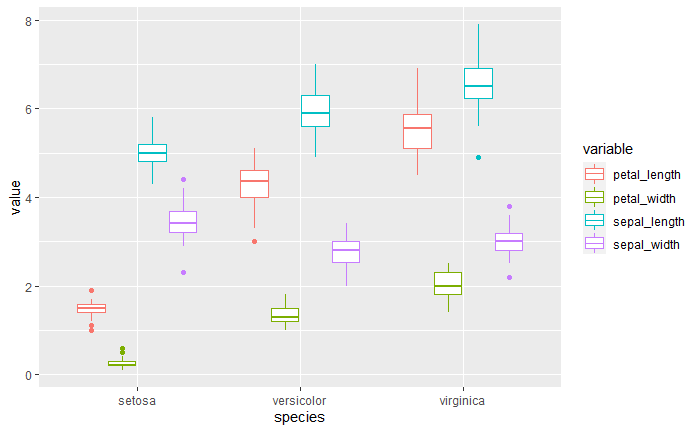 8
6
4
2
0
value
setosa
versicolor
virginica
species
variable
petal_length
petal_width
sepal_length
sepal_width